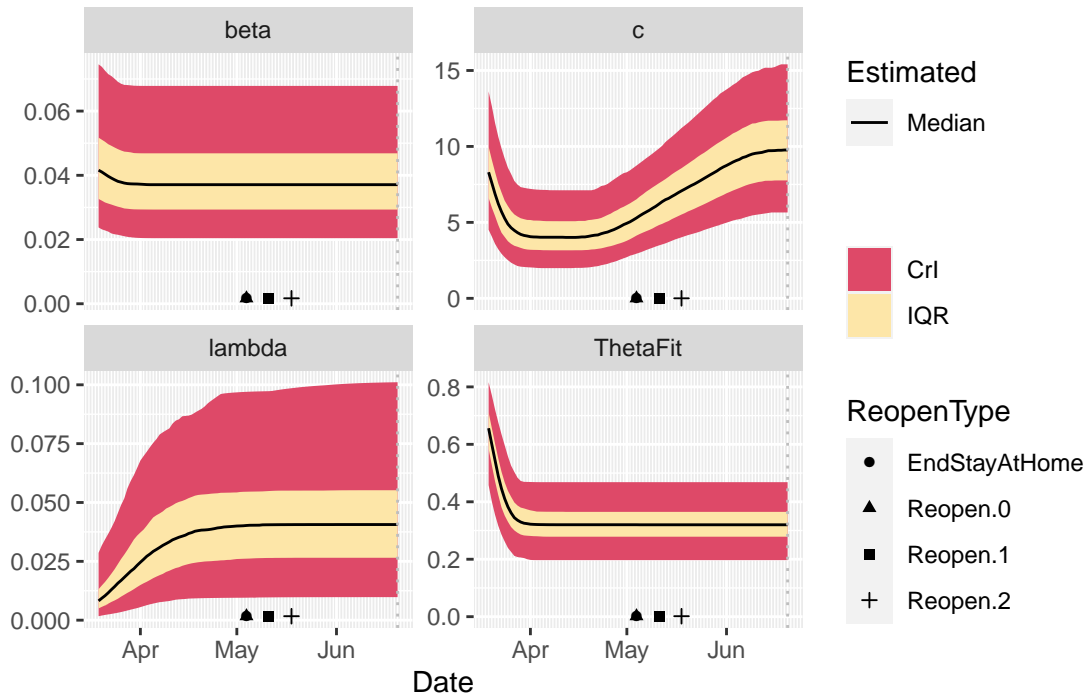 beta
c
0.06
0.04
0.02
0.00
15
10
5
0
lambda
ThetaFit
0.100
0.075
0.050
0.025
0.000
0.8
0.6
0.4
0.2
0.0
Apr May Jun
Apr May Jun
Date
Estimated
Median
CrI
IQR
ReopenType
EndStayAtHome
Reopen.0
Reopen.1
Reopen.2